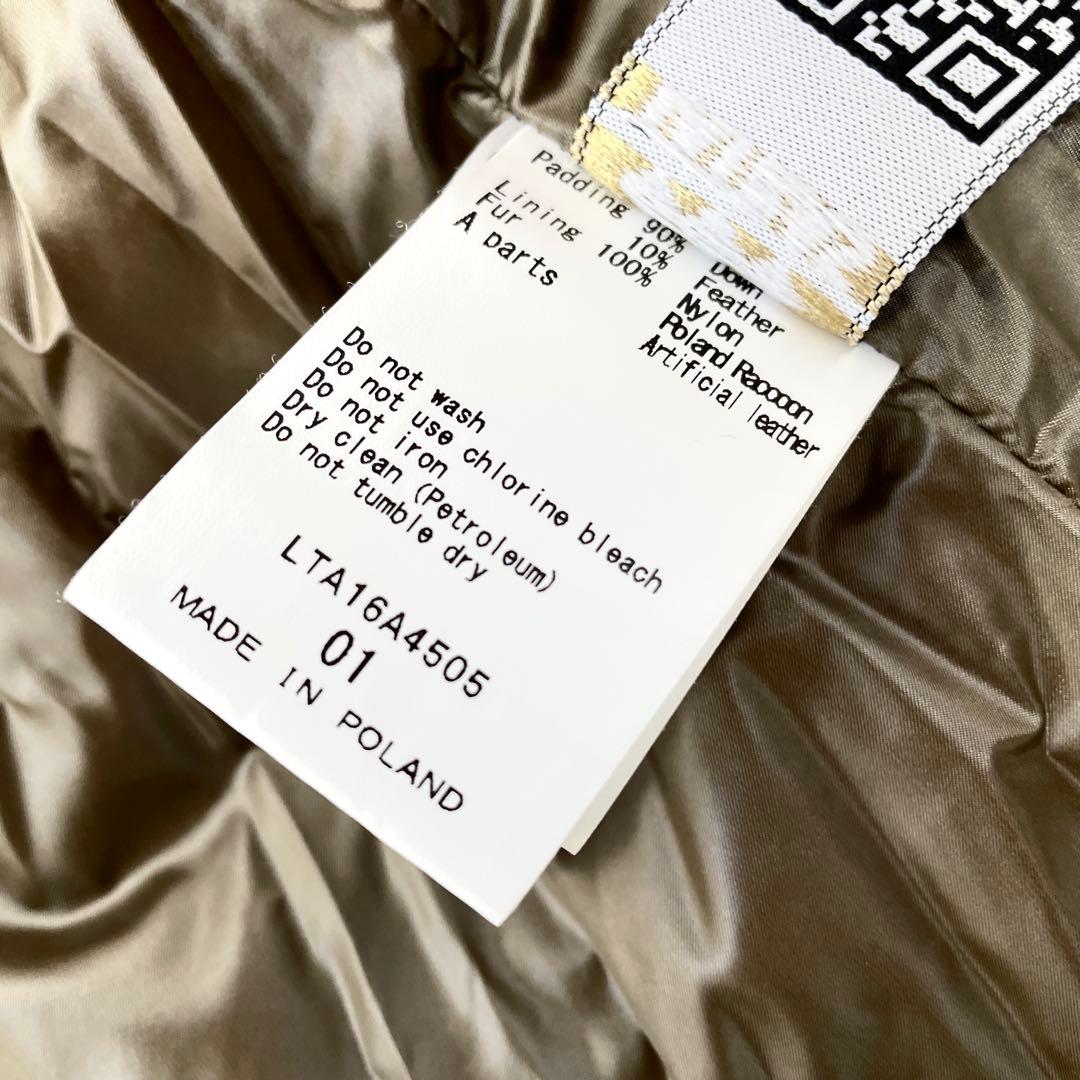 Padding 90% Down
10% Feather
Lining 100% Nylon
Fur Poland Racoon
A parts Artificial leather
Do not wash
Do not use chlorine bleach
Do not iron
Dry clean (Petroleum)
Do not tumble dry
LTA16A4505
01
MADE IN POLAND